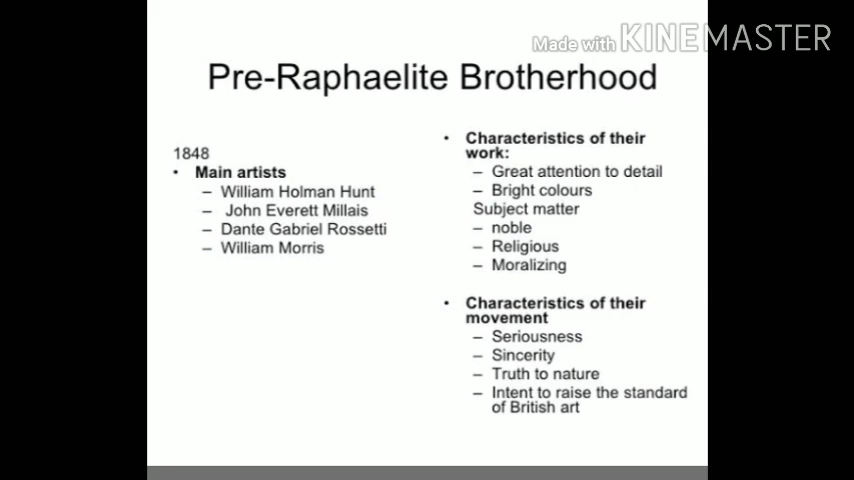 Made with KINEMASTER
Pre-Raphaelite Brotherhood
1848
• Main artists
– William Holman Hunt
– John Everett Millais
– Dante Gabriel Rossetti
– William Morris
• Characteristics of their
work:
– Great attention to detail
– Bright colours
Subject matter
– noble
– Religious
– Moralizing
• Characteristics of their
movement
– Seriousness
– Sincerity
– Truth to nature
– Intent to raise the standard
of British art